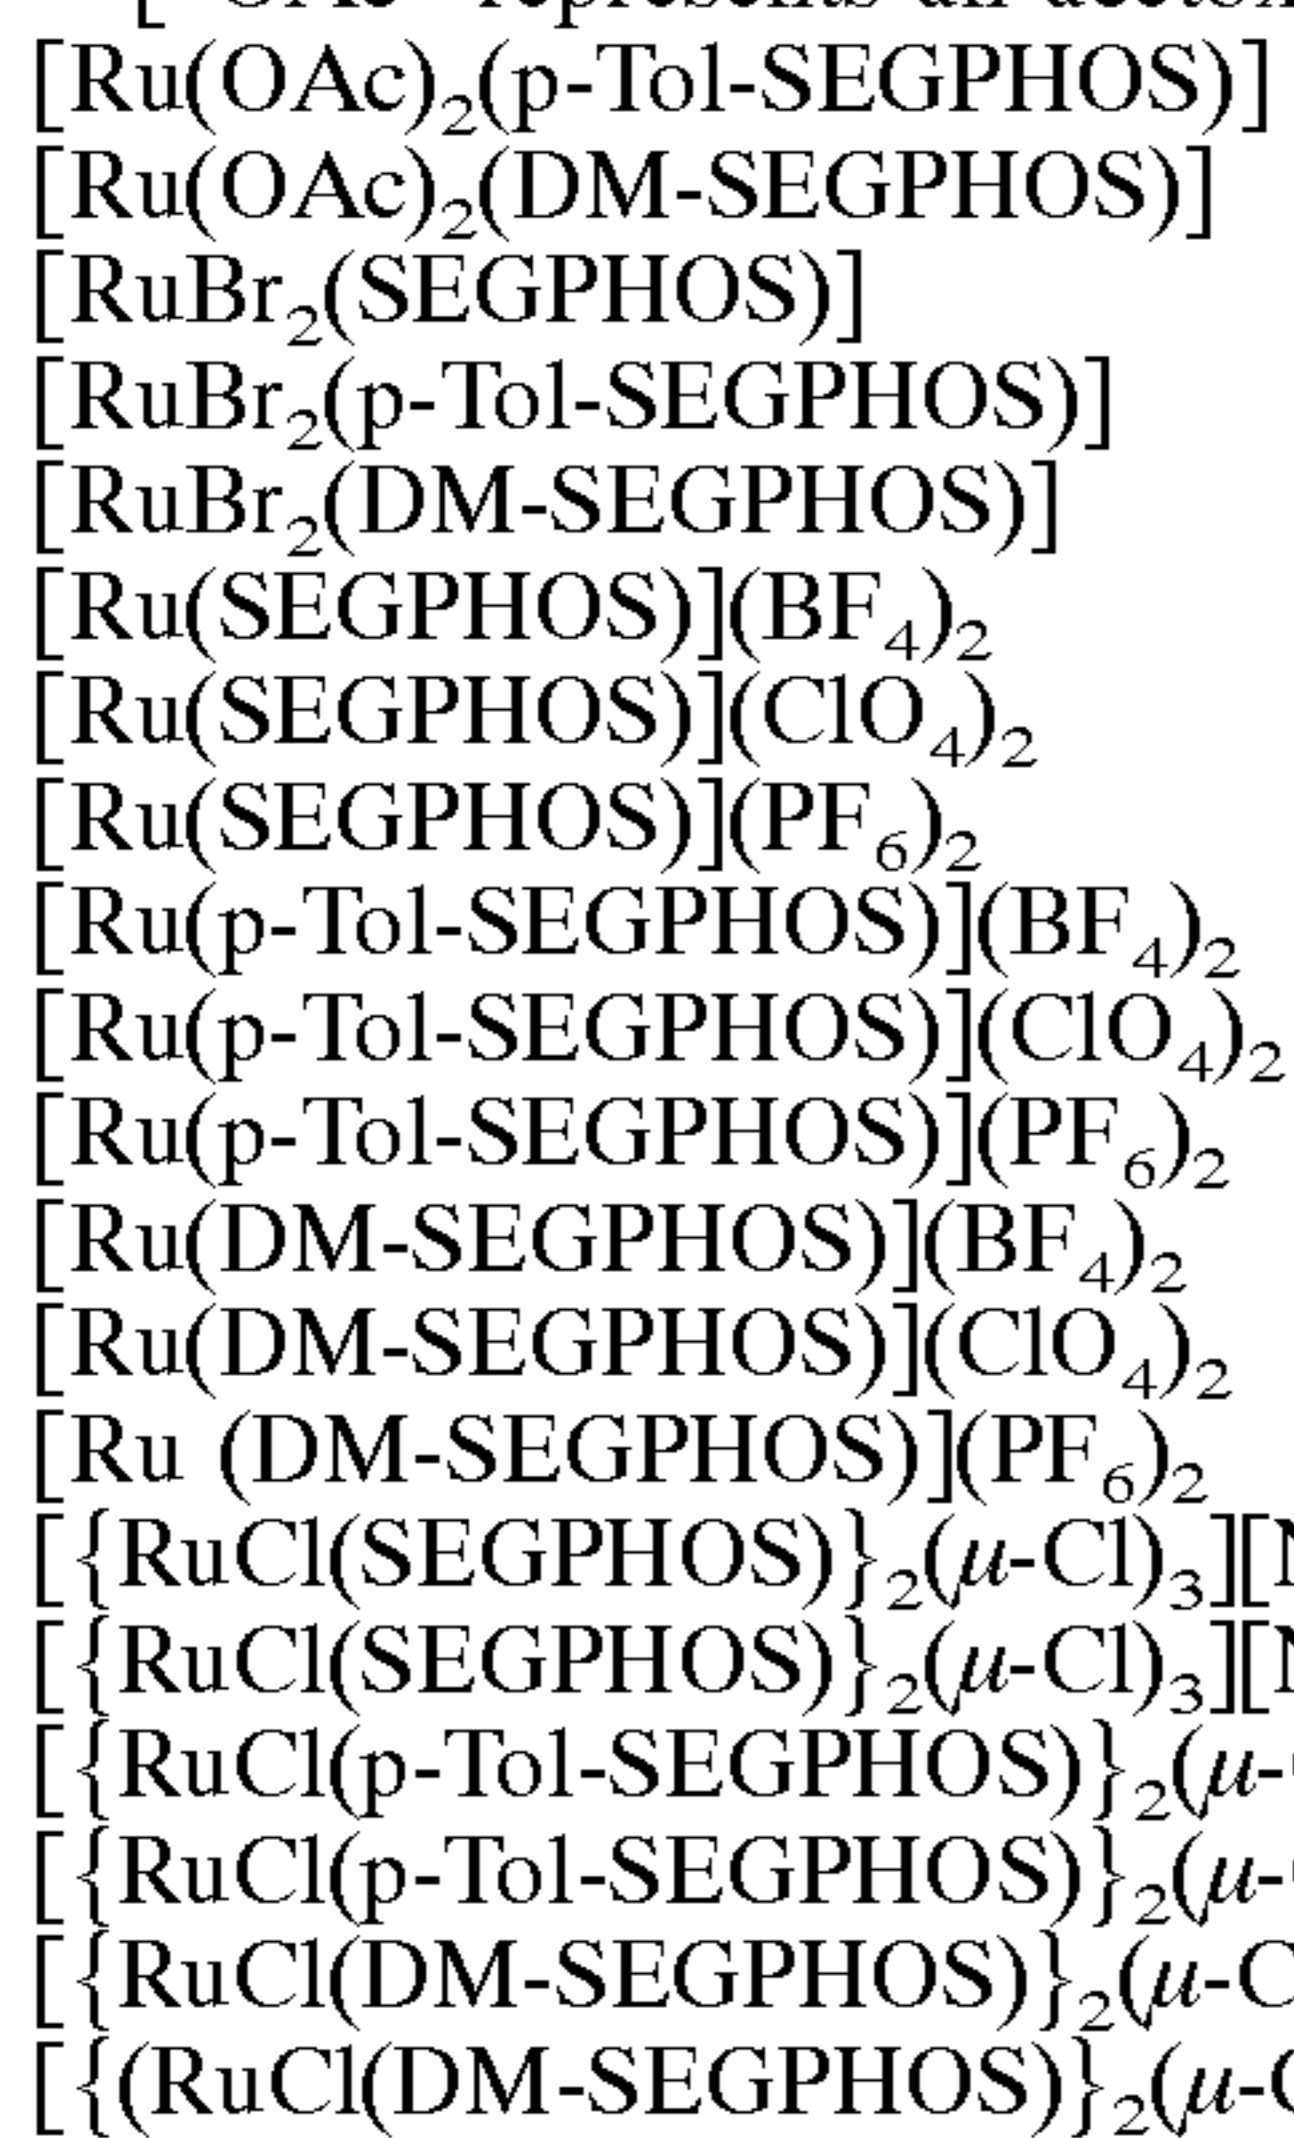 [Ru(OAc)₂(p-Tol-SEGPHOS)]
[Ru(OAc)₂(DM-SEGPHOS)]
[RuBr₂(SEGPHOS)]
[RuBr₂(p-Tol-SEGPHOS)]
[RuBr₂(DM-SEGPHOS)]
[Ru(SEGPHOS)](BF₄)₂
[Ru(SEGPHOS)](ClO₄)₂
[Ru(SEGPHOS)](PF₆)₂
[Ru(p-Tol-SEGPHOS)](BF₄)₂
[Ru(p-Tol-SEGPHOS)](ClO₄)₂
[Ru(p-Tol-SEGPHOS)](PF₆)₂
[Ru(DM-SEGPHOS)](BF₄)₂
[Ru(DM-SEGPHOS)](ClO₄)₂
[Ru (DM-SEGPHOS)](PF₆)₂
[{RuCl(SEGPHOS)}₂(μ-Cl)₃][
[{RuCl(SEGPHOS)}₂(μ-Cl)₃][
[{RuCl(p-Tol-SEGPHOS)}₂(μ-
[{RuCl(p-Tol-SEGPHOS)}₂(μ-
[{RuCl(DM-SEGPHOS)}₂(μ-C
[{(RuCl(DM-SEGPHOS)}₂(μ-C